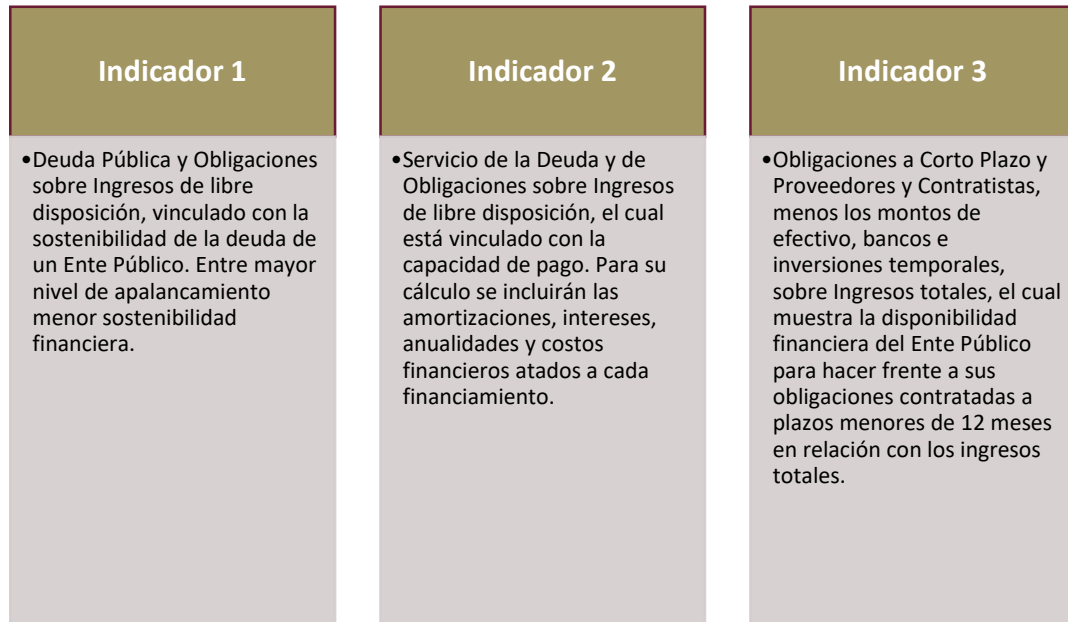 Indicador 1
•Deuda Pública y Obligaciones
sobre Ingresos de libre
disposición, vinculado con la
sostenibilidad de la deuda de
un Ente Público. Entre mayor
nivel de apalancamiento
menor sostenibilidad
financiera.
Indicador 2
•Servicio de la Deuda y de
Obligaciones sobre Ingresos
de libre disposición, el cual
está vinculado con la
capacidad de pago. Para su
cálculo se incluirán las
amortizaciones, intereses,
anualidades y costos
financieros atados a cada
financiamiento.
Indicador 3
•Obligaciones a Corto Plazo y
Proveedores y Contratistas,
menos los montos de
efectivo, bancos e
inversiones temporales,
sobre Ingresos totales, el cual
muestra la disponibilidad
financiera del Ente Público
para hacer frente a sus
obligaciones contratadas a
plazos menores de 12 meses
en relación con los ingresos
totales.